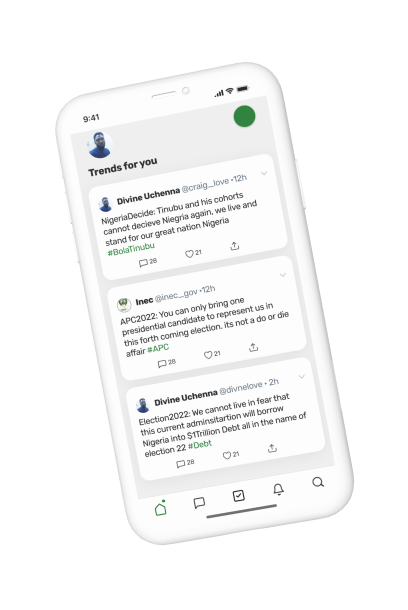 9:41
Trends for you
Divine Uchenna @craig_love •12h
NigeriaDecide: Tinubu and his cohorts
cannot decieve Niegria again, we live and
stand for our great nation Nigeria
#BolaTinubu
28 21
Inec @inec_gov •12h
APC2022: You can only bring one
presidential candidate to represent us in
this forth coming election. its not a do or die
affair #APC
28 21
Divine Uchenna @divnelove • 2h
Election2022: We cannot live in fear that
this current adminsitartion will borrow
Nigeria into $1Trillion Debt all in the name of
election 22 #Debt
28 21